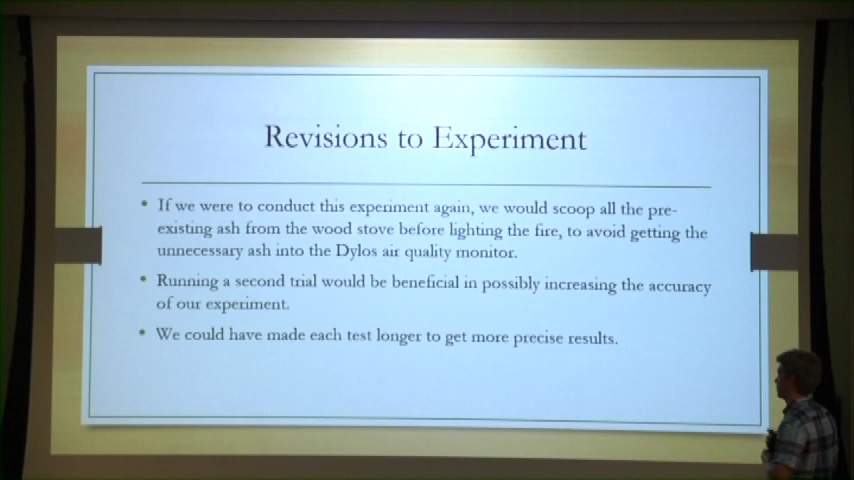 Revisions to Experiment
• If we were to conduct this experiment again, we would scoop all the pre-
existing ash from the wood stove before lighting the fire, to avoid getting the
unnecessary ash into the Dylos air quality monitor.
• Running a second trial would be beneficial in possibly increasing the accuracy
of our experiment.
• We could have made each test longer to get more precise results.